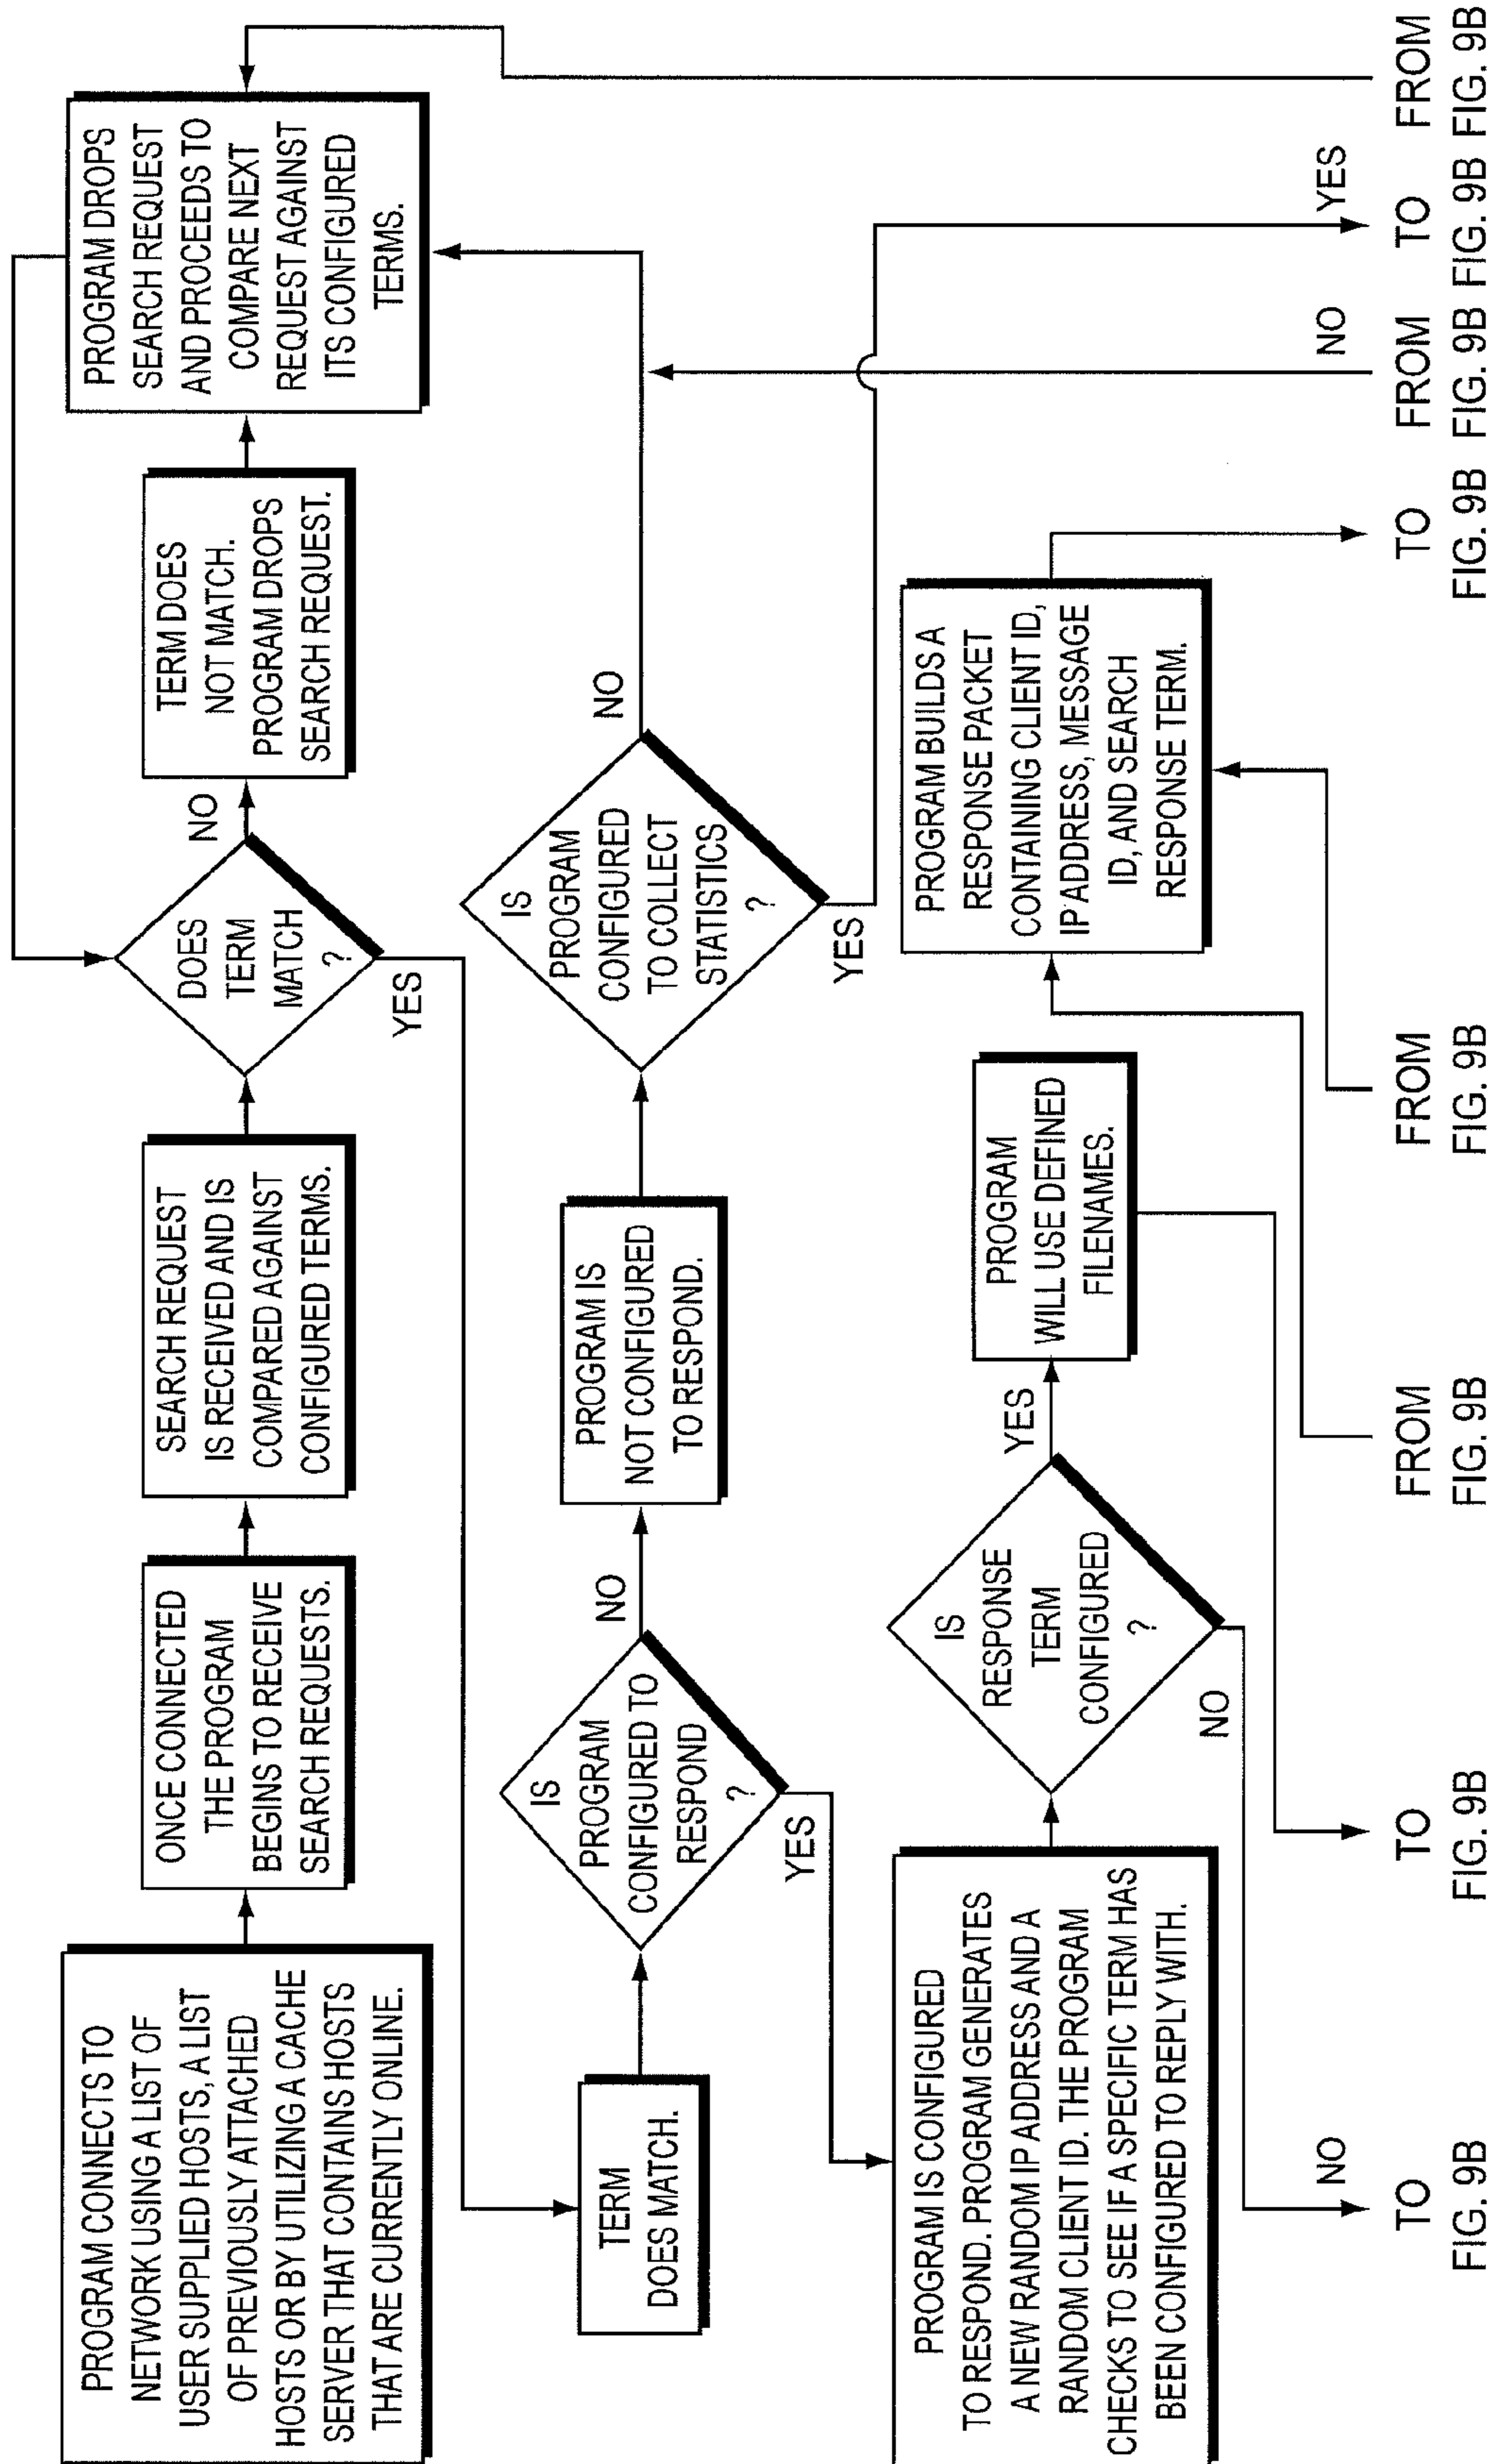 PROGRAM CONNECTS TO
NETWORK USING A LIST OF
USER SUPPLIED HOSTS, A LIST
OF PREVIOUSLY ATTACHED
HOSTS OR BY UTILIZING A CACHE
SERVER THAT CONTAINS HOSTS
THAT ARE CURRENTLY ONLINE.
ONCE CONNECTED
THE PROGRAM
BEGINS TO RECEIVE
SEARCH REQUESTS.
SEARCH REQUEST
IS RECEIVED AND IS
COMPARED AGAINST
CONFIGURED TERMS.
DOES
TERM
MATCH
?
NO
YES
TERM DOES
NOT MATCH.
PROGRAM DROPS
SEARCH REQUEST.
PROGRAM DROPS
SEARCH REQUEST
AND PROCEEDS TO
COMPARE NEXT
REQUEST AGAINST
ITS CONFIGURED
TERMS.
TERM
DOES MATCH.
IS
PROGRAM
CONFIGURED TO
RESPOND
?
NO
YES
PROGRAM IS
NOT CONFIGURED
TO RESPOND.
IS
PROGRAM
CONFIGURED
TO COLLECT
STATISTICS
?
NO
YES
PROGRAM IS CONFIGURED
TO RESPOND. PROGRAM GENERATES
A NEW RANDOM IP ADDRESS AND A
RANDOM CLIENT ID. THE PROGRAM
CHECKS TO SEE IF A SPECIFIC TERM HAS
BEEN CONFIGURED TO REPLY WITH.
IS
RESPONSE
TERM
CONFIGURED
?
YES
NO
PROGRAM
WILL USE DEFINED
FILENAMES.
PROGRAM BUILDS A
RESPONSE PACKET
CONTAINING CLIENT ID,
IP ADDRESS, MESSAGE
ID, AND SEARCH
RESPONSE TERM.
NO
TO
FIG. 9B
TO
FIG. 9B
FROM
FIG. 9B
FROM
FIG. 9B
TO
FIG. 9B
NO
FROM
FIG. 9B
YES
TO
FIG. 9B
FROM
FIG. 9B